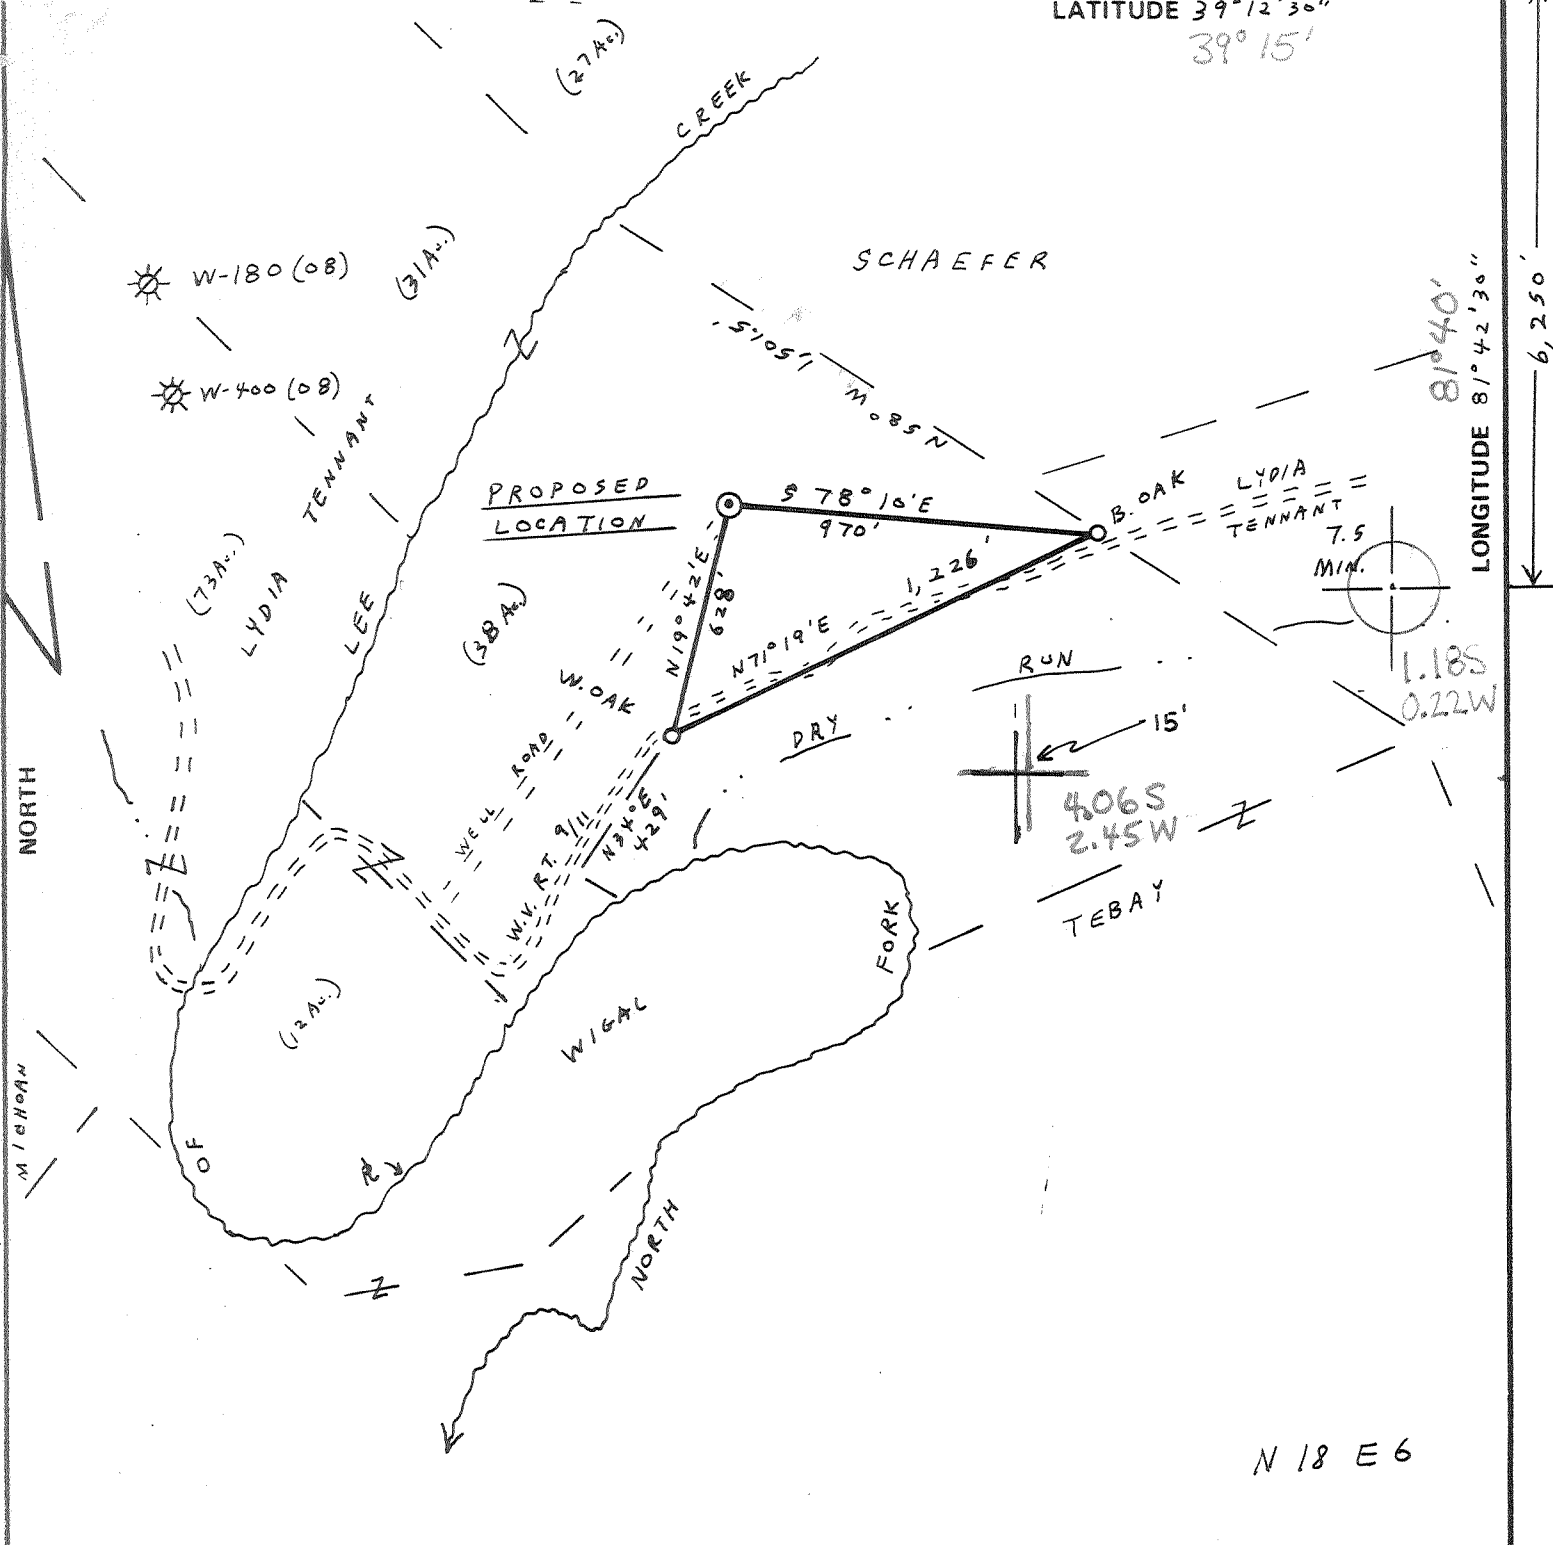 LATITUDE 39°12'30"
39°15'
(27Ac.)
CREEK
SCHAEFER
W-180 (08)
(31Ac.)
W-400 (08)
81°40'
LONGITUDE 81°42'30"
6,250'
1,501.5'
N58°W
TENNANT
PROPOSED
LOCATION
S 78°10'E
970'
B. OAK
LYDIA
TENNANT
7.5
MIN.
(73Ac.)
LYDIA
LEE
(38Ac.)
N19°42'E
628'
1,226'
N71°19'E
W.OAK
RUN
DRY
1.18S
0.22W
15'
4.06S
2.45W
NORTH
WELL ROAD
W.V. RT. 9/11
N34°E
429'
TEBAY
FORK
(12Ac.)
WIGAL
OF
NORTH
N 18 E 6